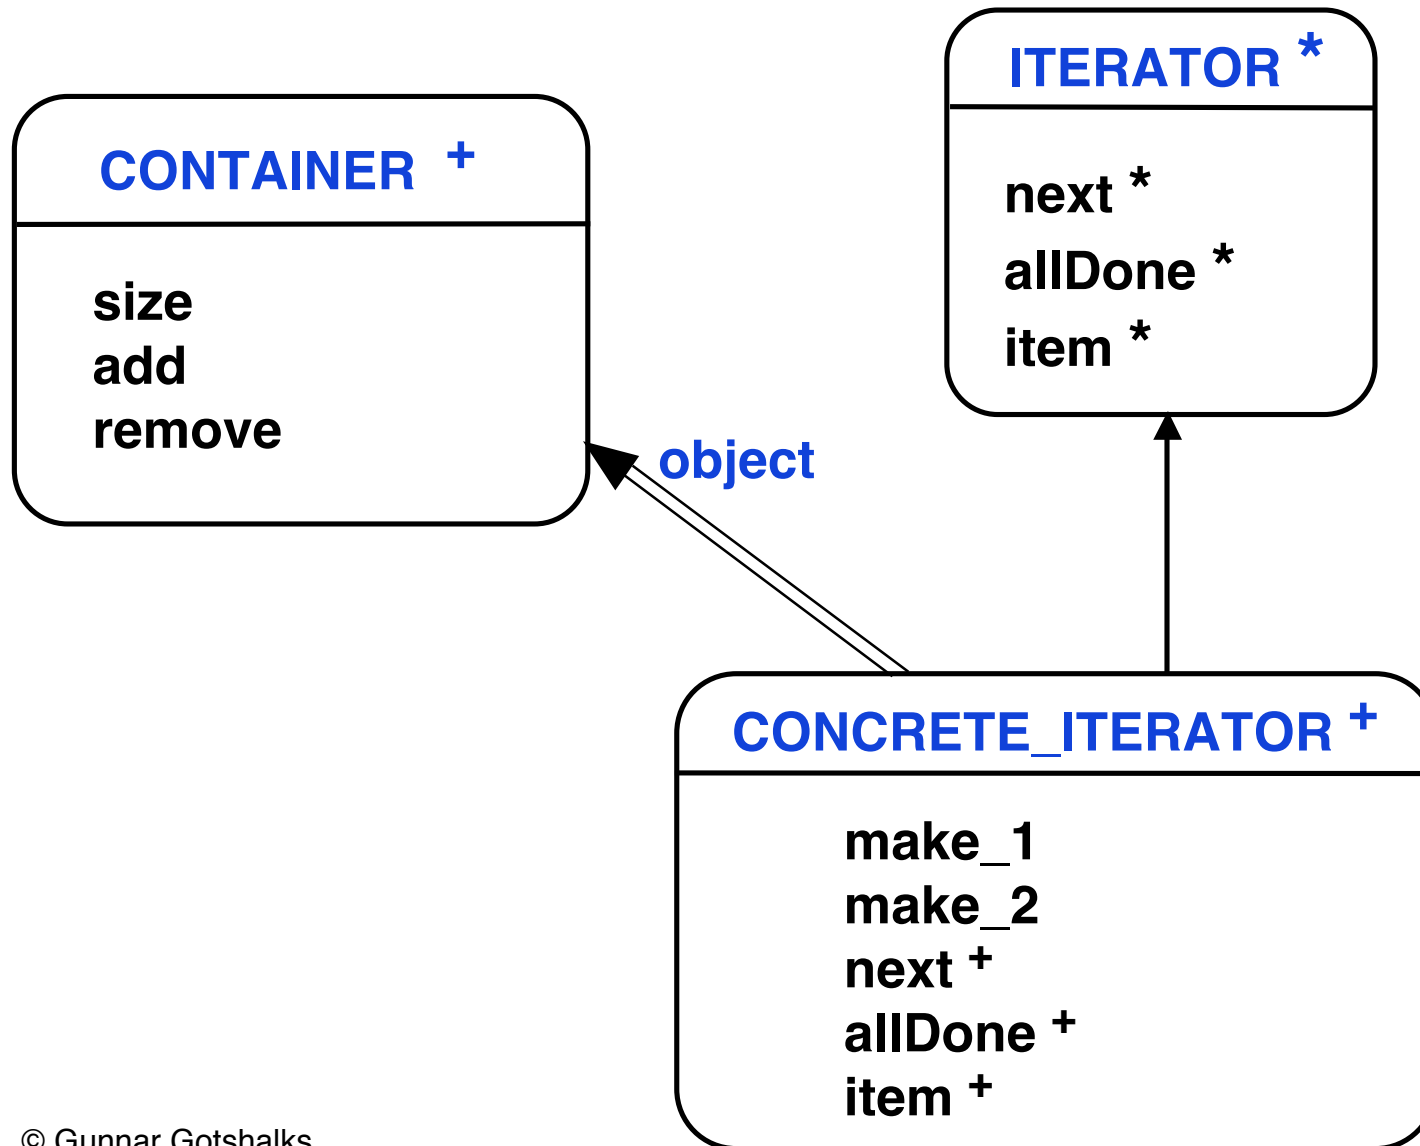 CONTAINER +
size
add
remove
ITERATOR *
next *
allDone *
item *
object
CONCRETE_ITERATOR +
make_1
make_2
next +
allDone +
item +
© Gunnar Gotshalks